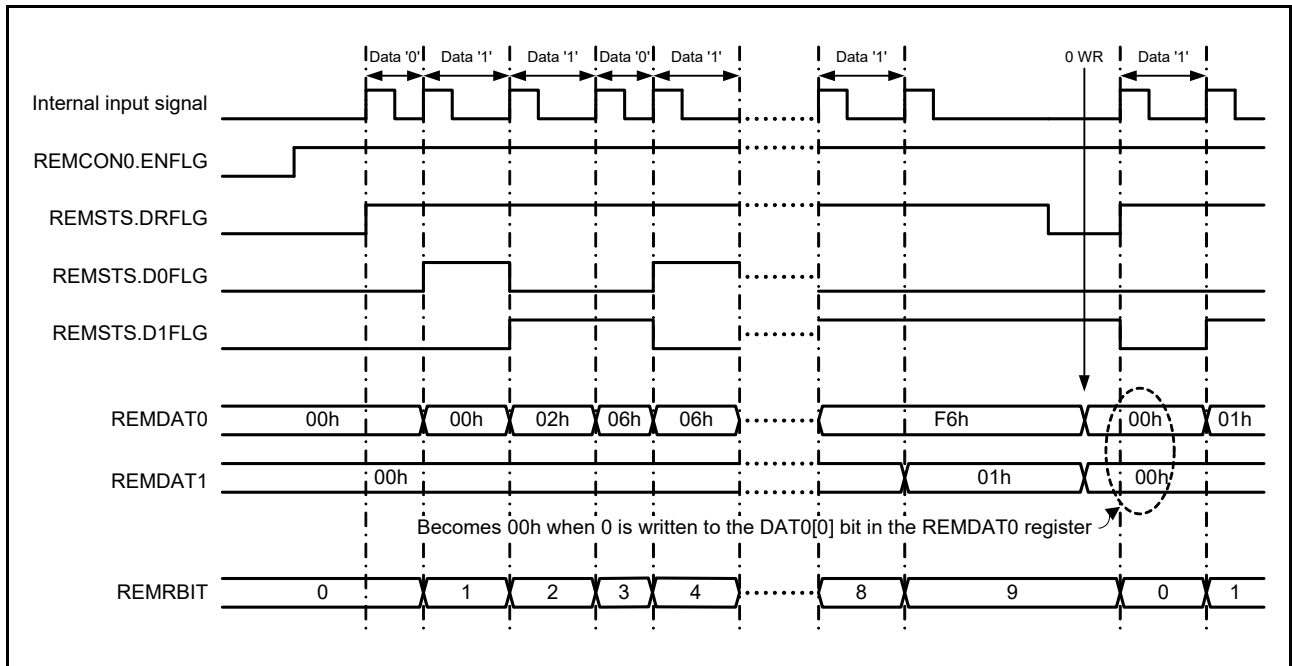 Data '0' Data '1' Data '1' Data '0' Data '1' Data '1' 0 WR Data '1'
Internal input signal
REMCON0.ENFLG
REMSTS.DRFLG
REMSTS.D0FLG
REMSTS.D1FLG
REMDAT0 00h 00h 02h 06h 06h F6h 00h 01h
REMDAT1 00h 01h 00h
Becomes 00h when 0 is written to the DAT0[0] bit in the REMDAT0 register
REMRBIT 0 1 2 3 4 8 9 0 1